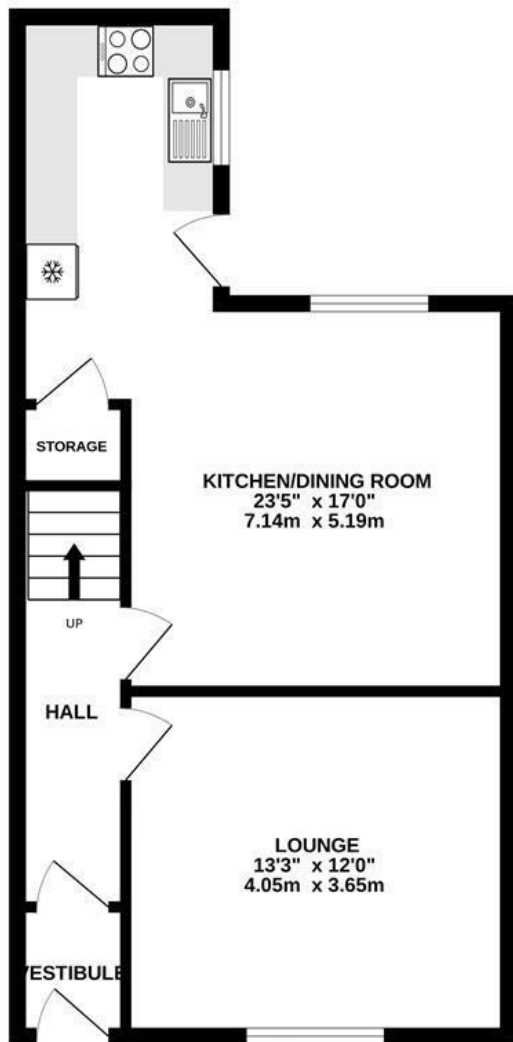 STORAGE
KITCHEN/DINING ROOM
23'5" x 17'0"
7.14m x 5.19m
UP
HALL
LOUNGE
13'3" x 12'0"
4.05m x 3.65m
VESTIBULE